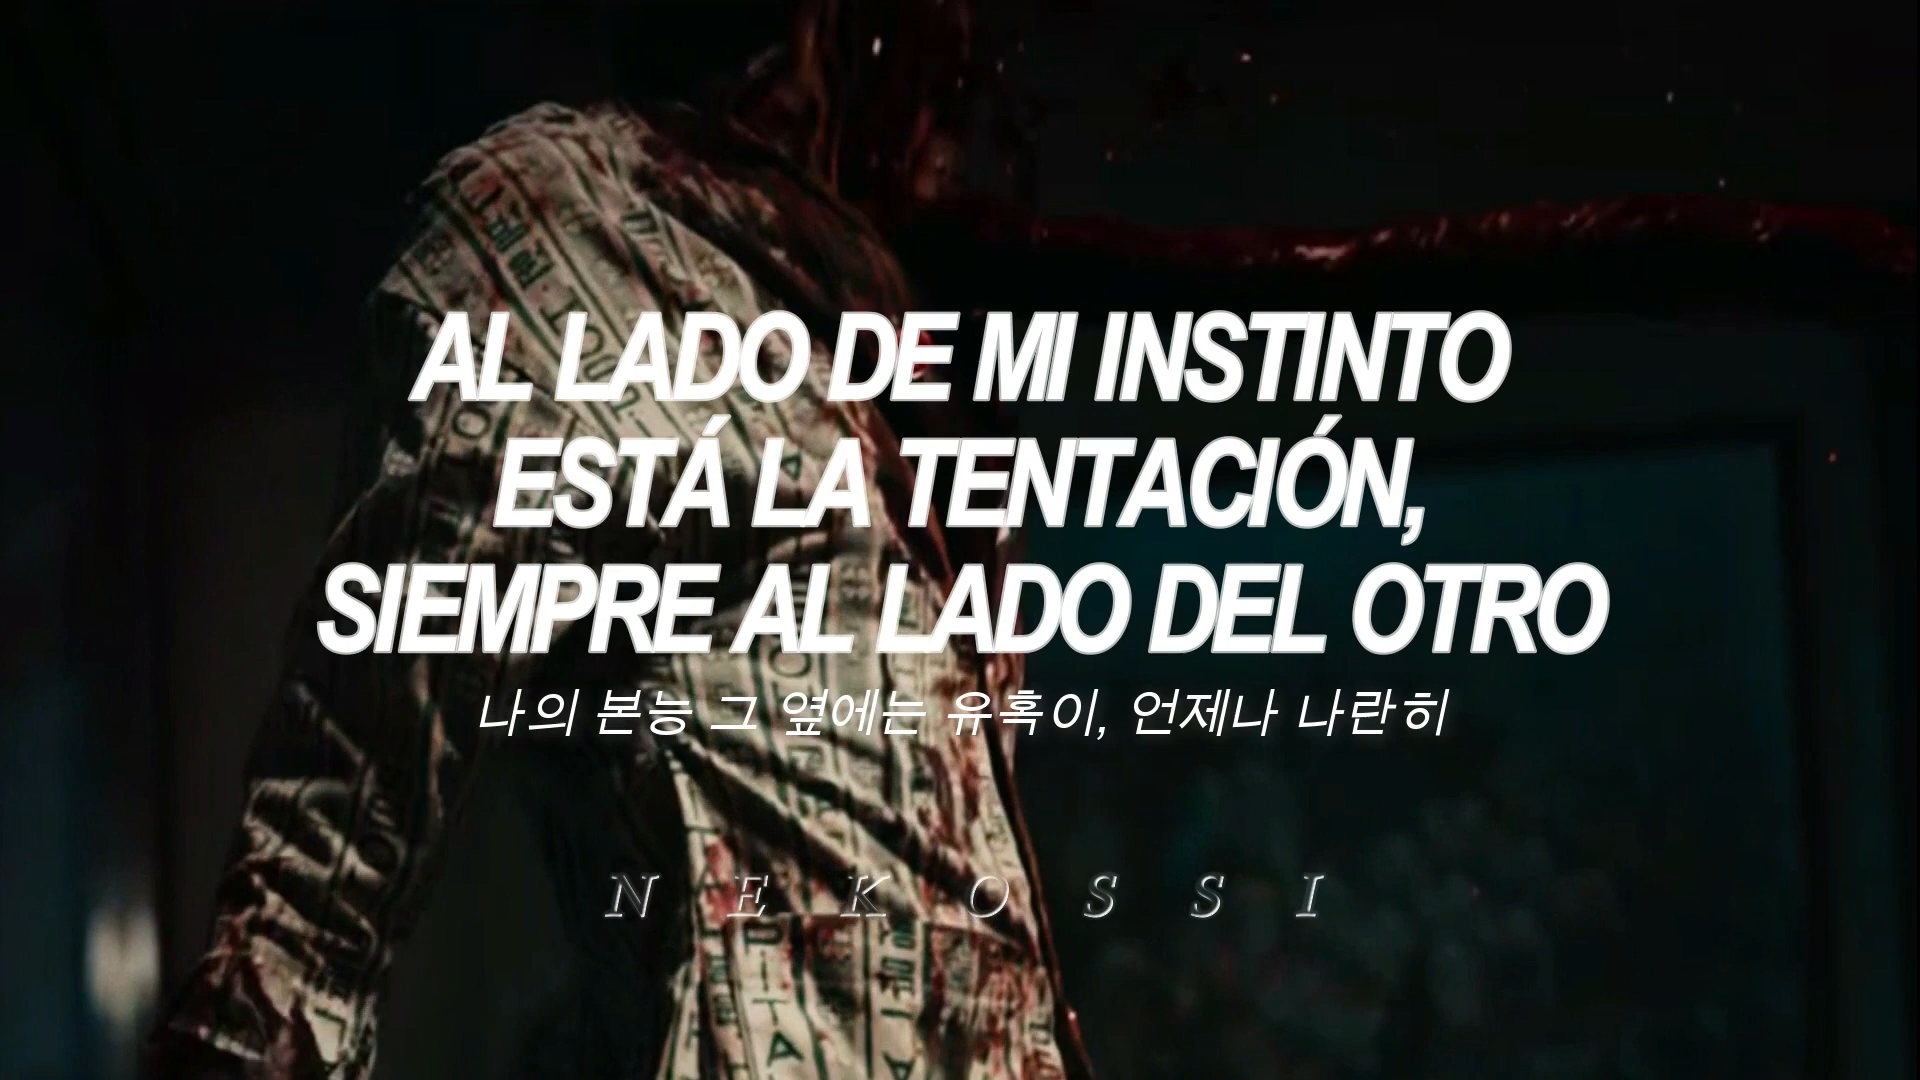 AL LADO DE MI INSTINTO
ESTÁ LA TENTACIÓN,
SIEMPRE AL LADO DEL OTRO
나의 본능 그 옆에는 유혹이, 언제나 나란히
NEKOSSI